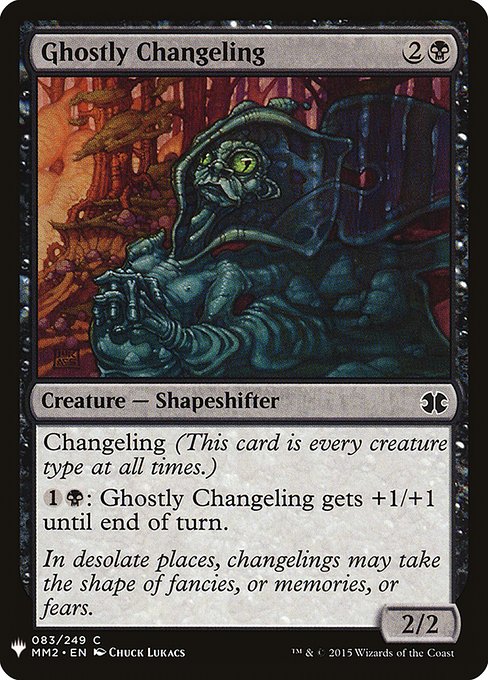 Ghostly Changeling 2
Creature — Shapeshifter
Changeling (This card is every creature
type at all times.)
1: Ghostly Changeling gets +1/+1
until end of turn.
In desolate places, changelings may take
the shape of fancies, or memories, or
fears.
2/2
083/249 C
MM2 • EN Chuck Lukacs
™ & © 2015 Wizards of the Coast